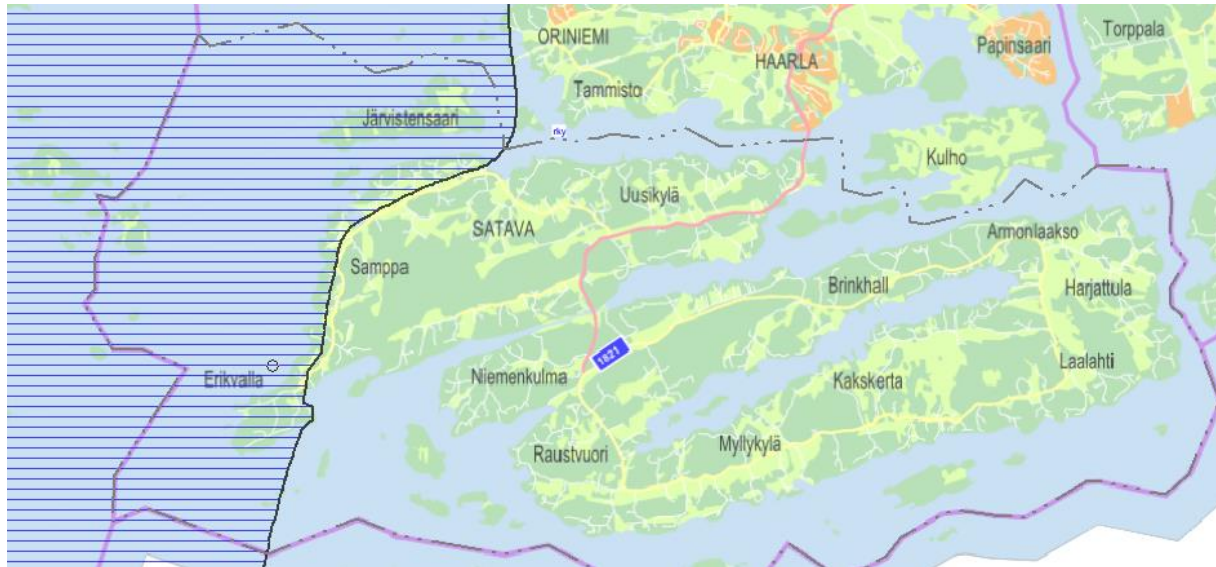 ORINIEMI
HAARLA
Papinsaari
Torppala
Tammisto
Järvistensaari
rky
Kulho
Uusikylä
SATAVA
Armonlaakso
Samppa
Brinkhall
Harjattula
1821
Erikvalla
Niemenkulma
Kakskerta
Laalahti
Raustvuori
Myllykylä